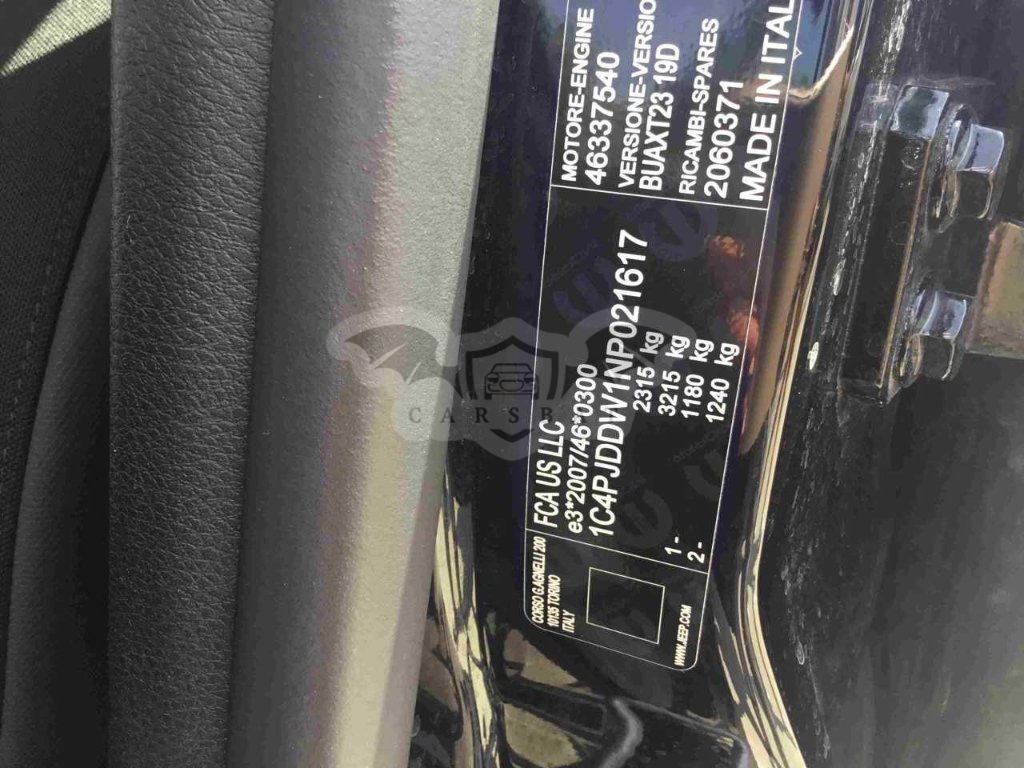 CORSO G.AGNELLI 200
10135 TORINO
ITALY
FCA US LLC
e3*2007/46*0300
1C4PJDDW1NP021617
2315 kg
3215 kg
1- 1180 kg
2- 1240 kg
WWW.JEEP.COM
MOTORE-ENGINE
46337540
VERSIONE-VERSIO
BUAXT23 19D
RICAMBI-SPARES
2060371
MADE IN ITAL
CARSB